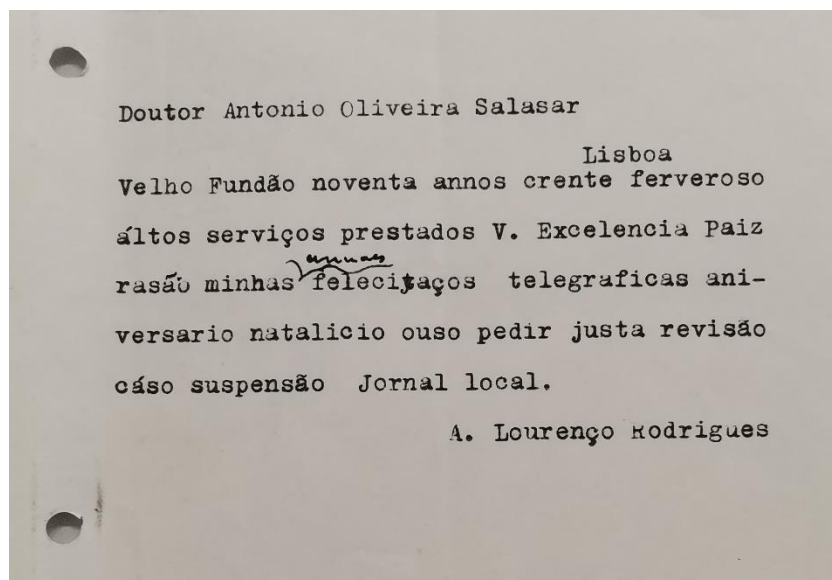 Doutor Antonio Oliveira Salasar
Lisboa
Velho Fundão noventa annos crente ferveroso
áltos serviços prestados V. Excelencia Paiz
annas
rasão minhas felecitaços telegraficas ani-
versario natalicio ouso pedir justa revisão
cáso suspensão Jornal local.
A. Lourenço Rodrigues